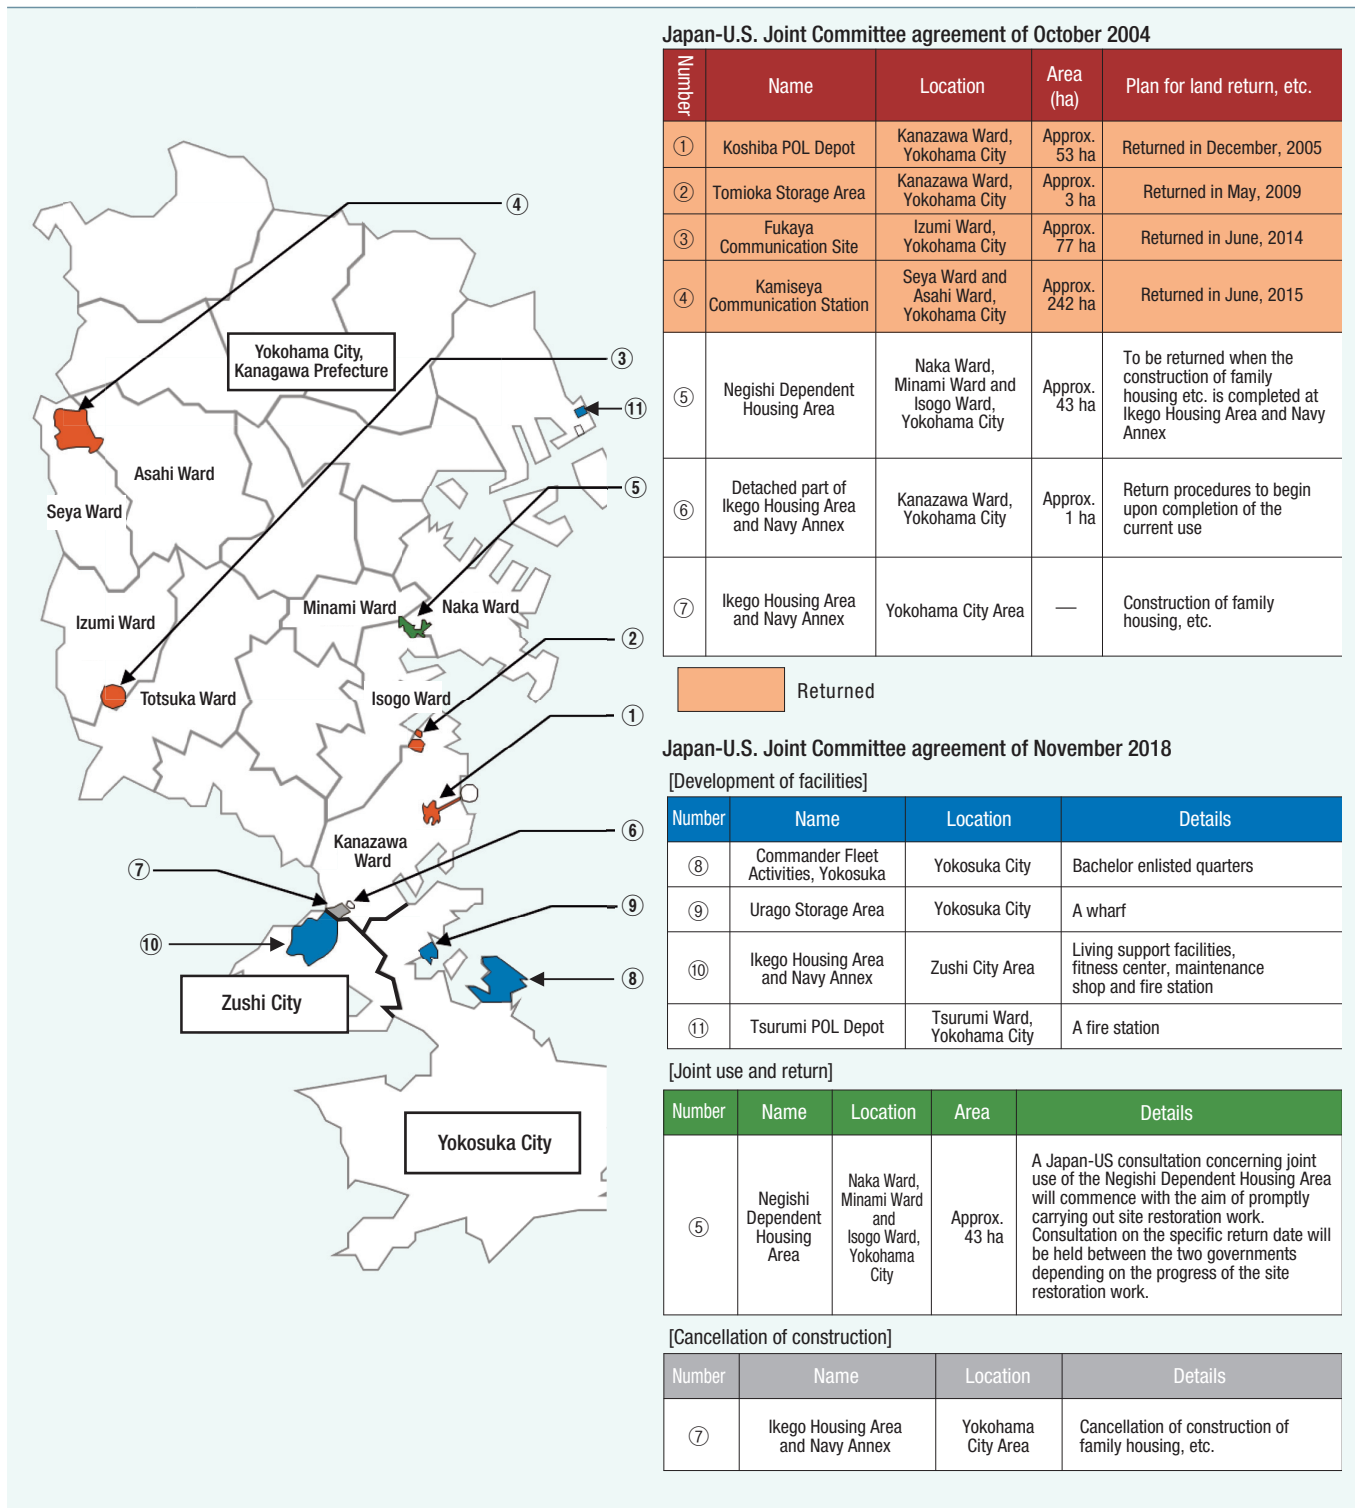 ④
Yokohama City,
Kanagawa Prefecture
③
⑪
Asahi Ward
⑤
Seya Ward
Minami Ward
Naka Ward
Izumi Ward
②
Totsuka Ward
Isogo Ward
①
Kanazawa
Ward
⑥
⑦
⑨
⑩
⑧
Zushi City
Yokosuka City
Japan-U.S. Joint Committee agreement of October 2004
Number
Name
Location
Area
(ha)
Plan for land return, etc.
①
Koshiba POL Depot
Kanazawa Ward,
Yokohama City
Approx.
53 ha
Returned in December, 2005
②
Tomioka Storage Area
Kanazawa Ward,
Yokohama City
Approx.
3 ha
Returned in May, 2009
③
Fukaya
Communication Site
Izumi Ward,
Yokohama City
Approx.
77 ha
Returned in June, 2014
④
Kamiseya
Communication Station
Seya Ward and
Asahi Ward,
Yokohama City
Approx.
242 ha
Returned in June, 2015
⑤
Negishi Dependent
Housing Area
Naka Ward,
Minami Ward and
Isogo Ward,
Yokohama City
Approx.
43 ha
To be returned when the
construction of family
housing etc. is completed at
Ikego Housing Area and Navy
Annex
⑥
Detached part of
Ikego Housing Area
and Navy Annex
Kanazawa Ward,
Yokohama City
Approx.
1 ha
Return procedures to begin
upon completion of the
current use
⑦
Ikego Housing Area
and Navy Annex
Yokohama City Area
—
Construction of family
housing, etc.
Returned
Japan-U.S. Joint Committee agreement of November 2018
[Development of facilities]
Number
Name
Location
Details
⑧
Commander Fleet
Activities, Yokosuka
Yokosuka City
Bachelor enlisted quarters
⑨
Urago Storage Area
Yokosuka City
A wharf
⑩
Ikego Housing Area
and Navy Annex
Zushi City Area
Living support facilities,
fitness center, maintenance
shop and fire station
⑪
Tsurumi POL Depot
Tsurumi Ward,
Yokohama City
A fire station
[Joint use and return]
Number
Name
Location
Area
Details
⑤
Negishi
Dependent
Housing
Area
Naka Ward,
Minami Ward
and
Isogo Ward,
Yokohama
City
Approx.
43 ha
A Japan-US consultation concerning joint
use of the Negishi Dependent Housing Area
will commence with the aim of promptly
carrying out site restoration work.
Consultation on the specific return date will
be held between the two governments
depending on the progress of the site
restoration work.
[Cancellation of construction]
Number
Name
Location
Details
⑦
Ikego Housing Area
and Navy Annex
Yokohama
City Area
Cancellation of construction of
family housing, etc.